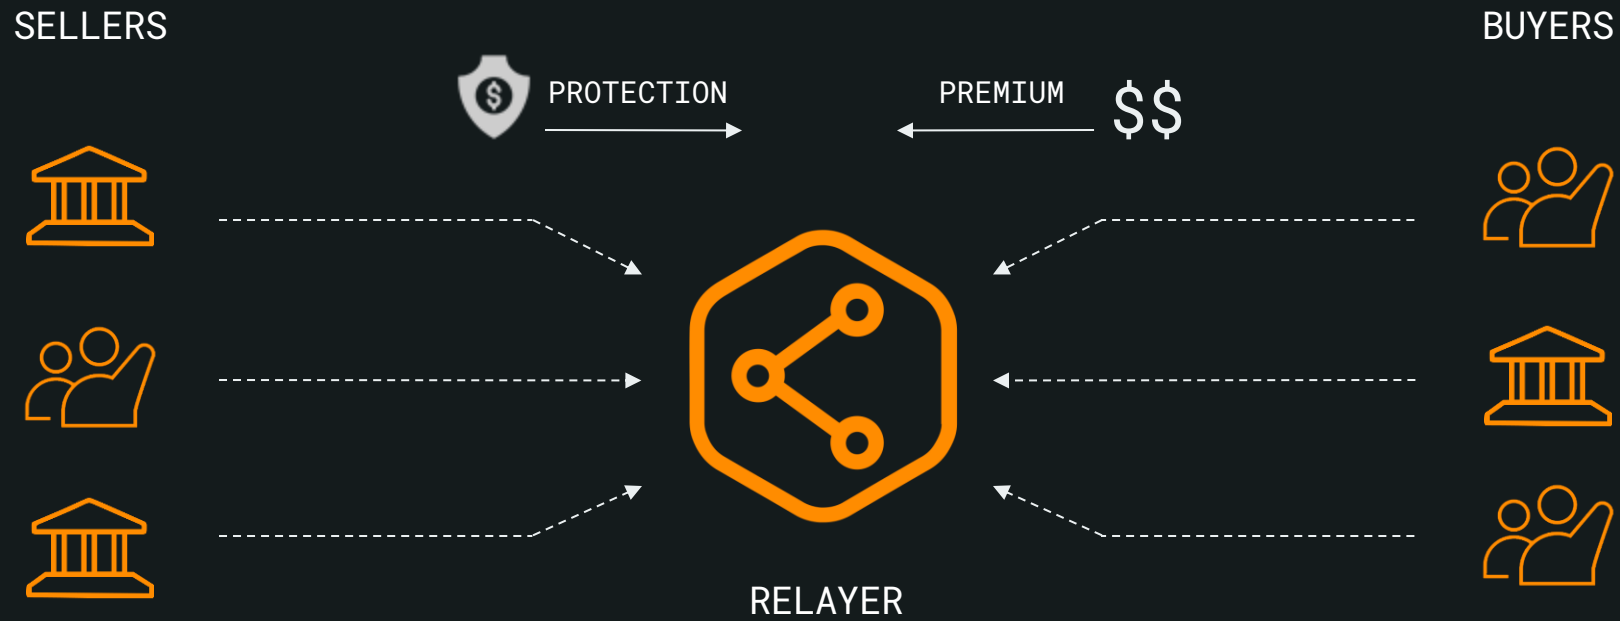 SELLERS
BUYERS
$
PROTECTION
PREMIUM
$$
RELAYER